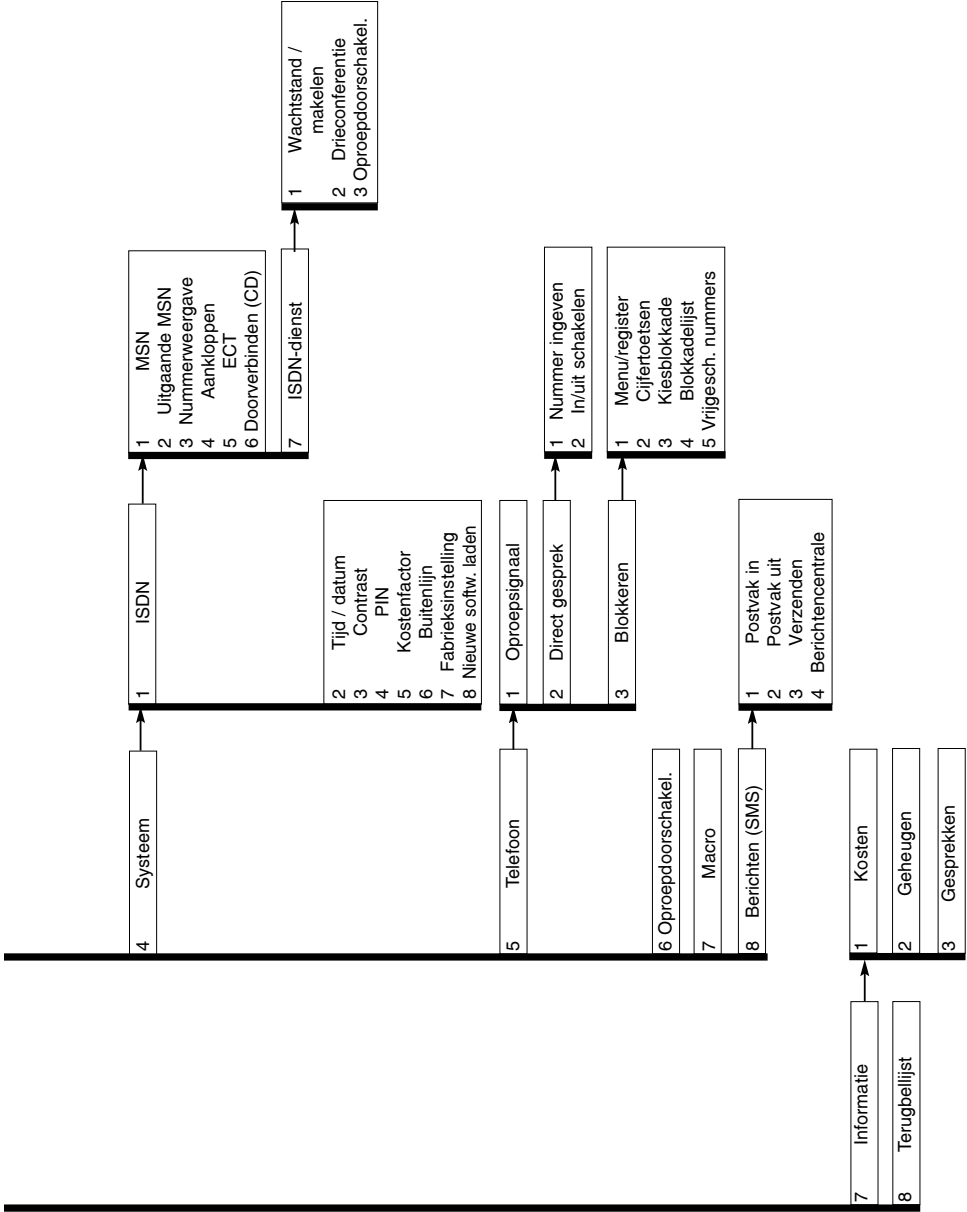 4 Systeem
1 ISDN
1 MSN
2 Uitgaande MSN
3 Nummerweergave
4 Aankloppen
5 ECT
6 Doorverbinden (CD)
7 ISDN-dienst
1 Wachtstand /
makelen
2 Drieconferentie
3 Oproepdoorschakel.
2 Tijd / datum
3 Contrast
4 PIN
5 Kostenfactor
6 Buitenlijn
7 Fabrieksinstelling
8 Nieuwe softw. laden
5 Telefoon
1 Oproepsignaal
2 Direct gesprek
1 Nummer ingeven
2 In/uit schakelen
3 Blokkeren
1 Menu/register
2 Cijfertoetsen
3 Kiesblokkade
4 Blokkadelijst
5 Vrijgesch. nummers
6 Oproepdoorschakel.
7 Macro
8 Berichten (SMS)
1 Postvak in
2 Postvak uit
3 Verzenden
4 Berichtencentrale
7 Informatie
1 Kosten
2 Geheugen
3 Gesprekken
8 Terugbellijst